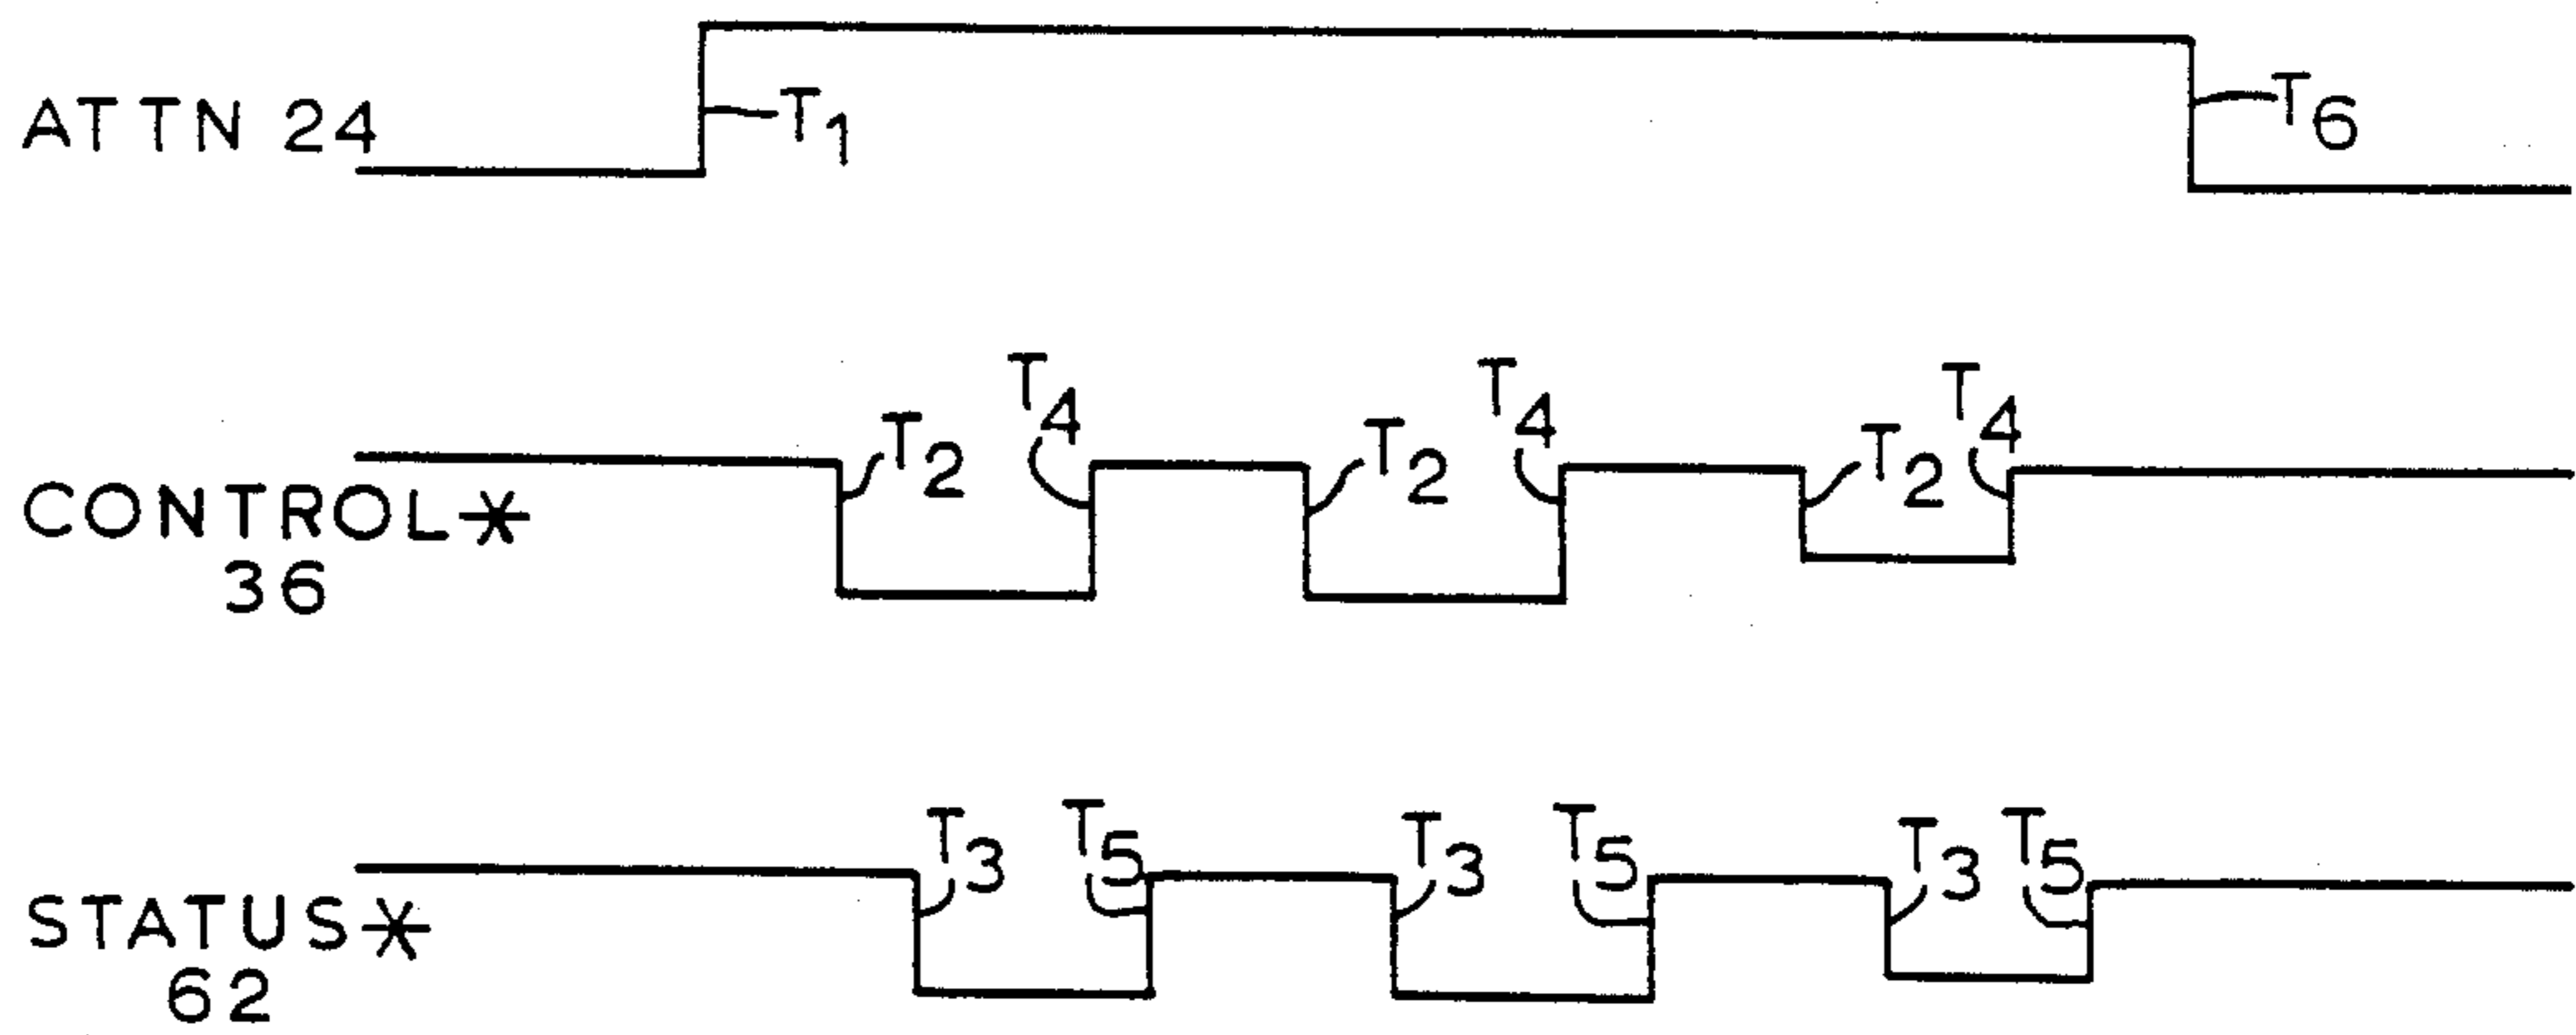 ATTN 24
T1
T6
T2 T4 T2 T4 T2 T4
CONTROL*
36
T3 T5 T3 T5 T3 T5
STATUS*
62